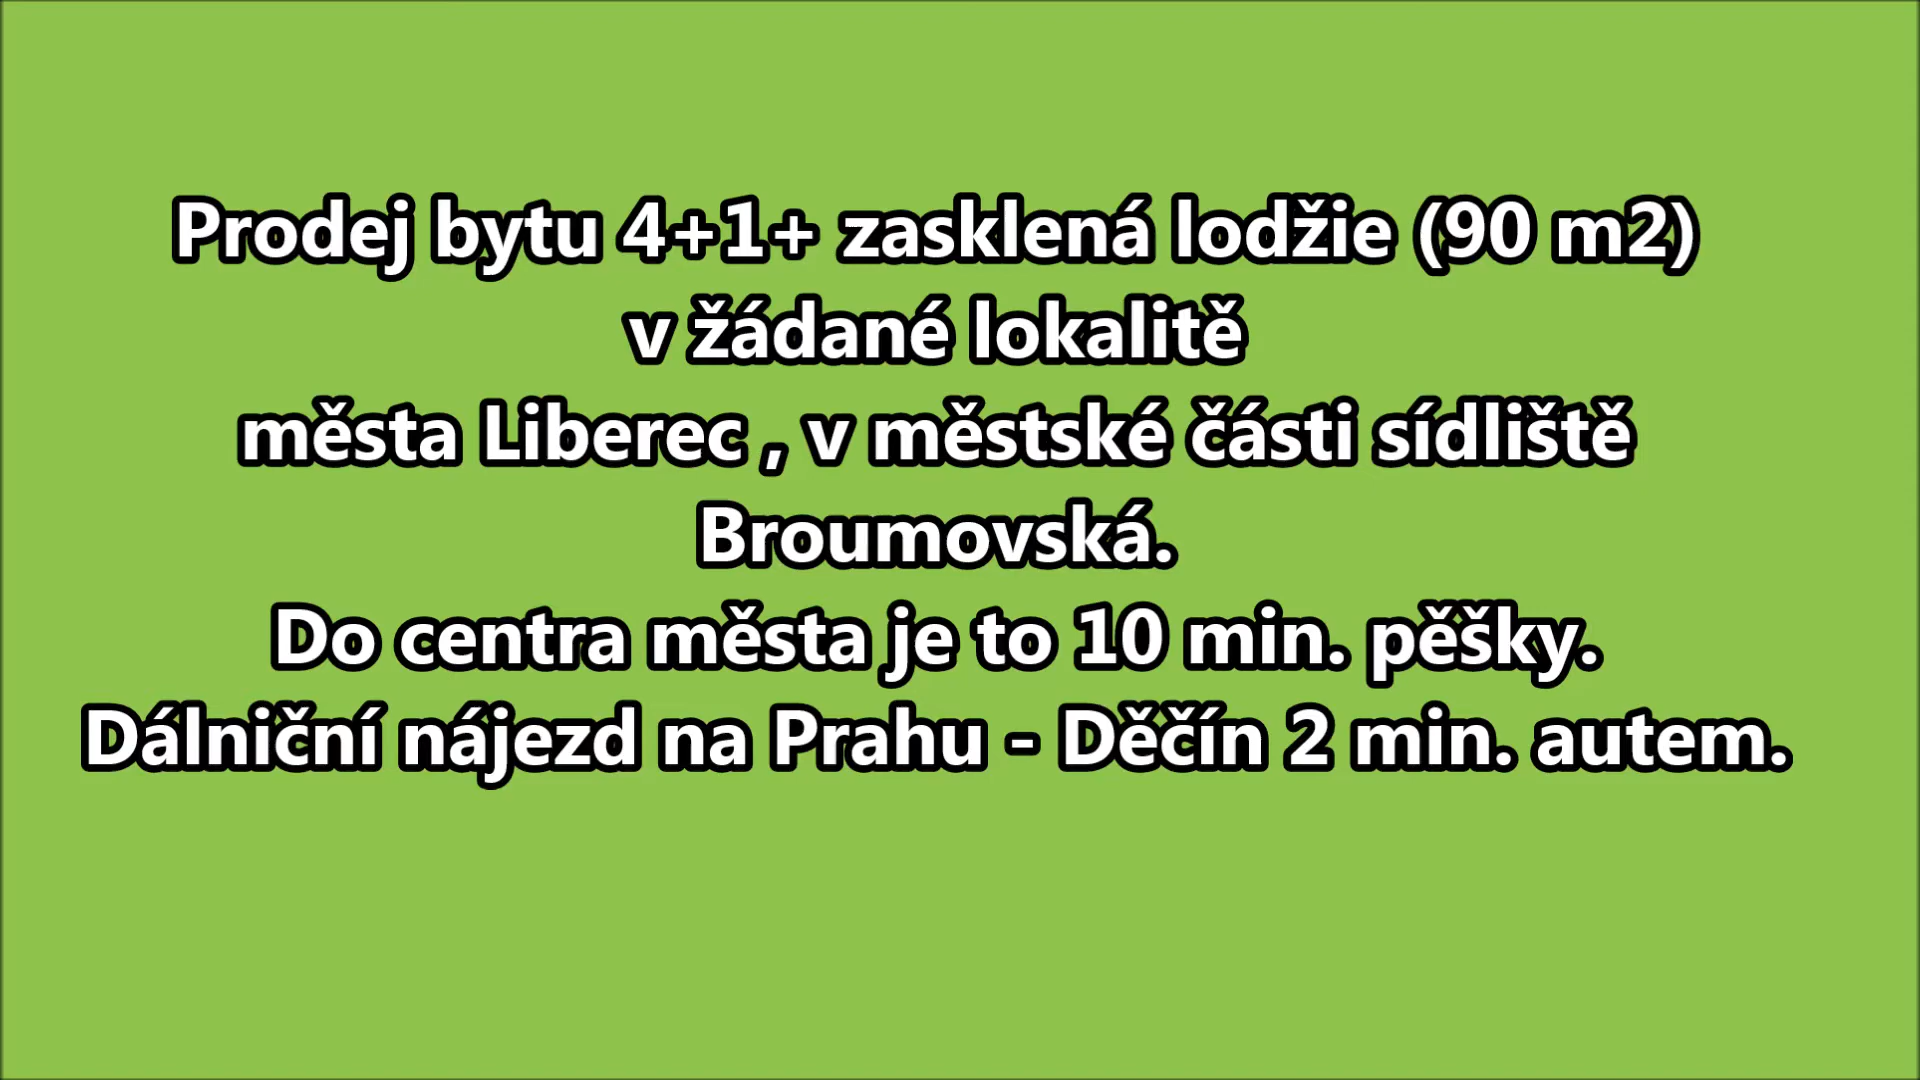 Prodej bytu 4+1+ zasklená lodžie (90 m2)
v žádané lokalitě
města Liberec , v městské části sídliště
Broumovská.
Do centra města je to 10 min. pěšky.
Dálniční nájezd na Prahu - Děčín 2 min. autem.